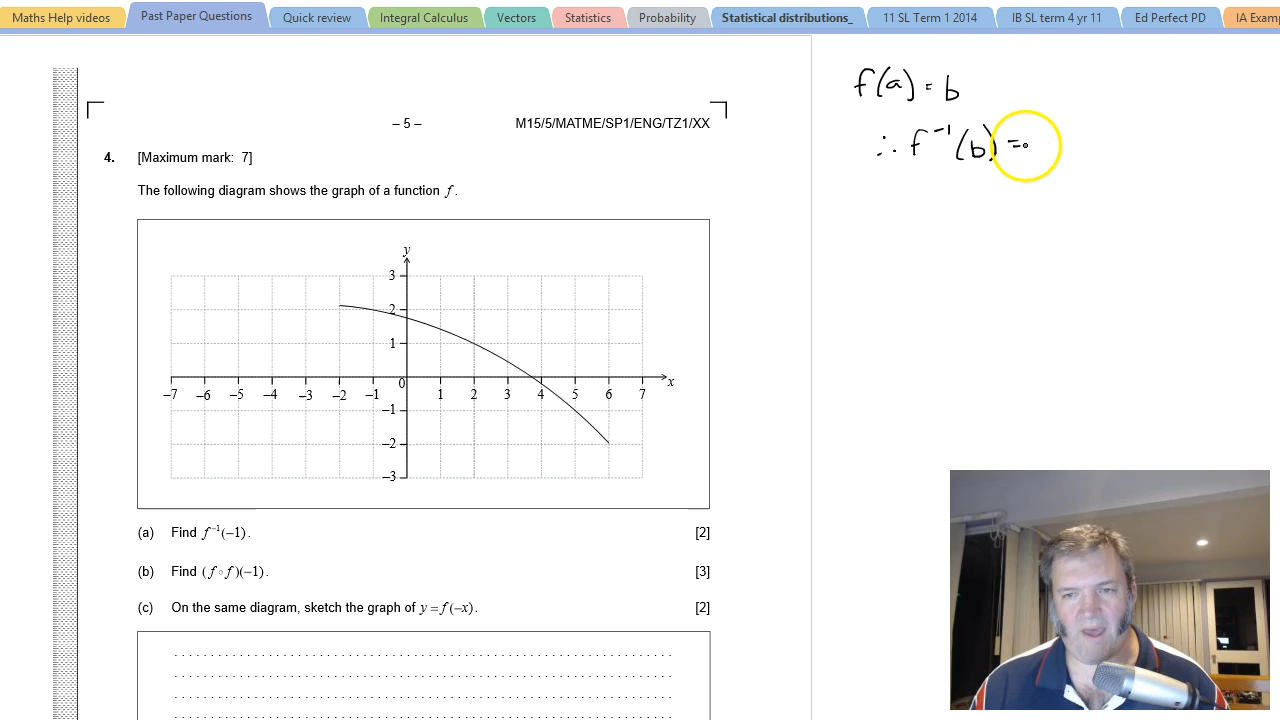 Maths Help videos
Past Paper Questions
Quick review
Integral Calculus
Vectors
Statistics
Probability
Statistical distributions_
11 SL Term 1 2014
IB SL term 4 yr 11
Ed Perfect PD
IA Examp
– 5 –
M15/5/MATME/SP1/ENG/TZ1/XX
4. [Maximum mark: 7]
The following diagram shows the graph of a function f .
y
3
2
1
0
–7 –6 –5 –4 –3 –2 –1 1 2 3 4 5 6 7 x
–1
–2
–3
(a) Find f⁻¹(−1). [2]
(b) Find (f ∘ f)(−1). [3]
(c) On the same diagram, sketch the graph of y = f(−x). [2]
f(a) = b
∴ f⁻¹(b) =